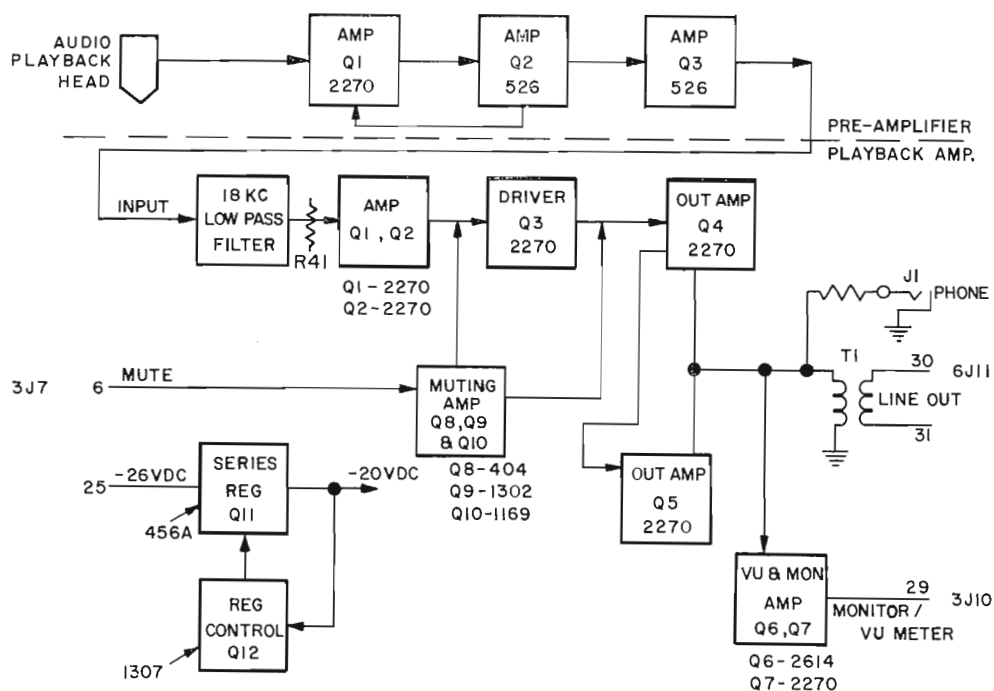 AUDIO
PLAYBACK
HEAD
AMP
Q1
2270
AMP
Q2
526
AMP
Q3
526
PRE-AMPLIFIER
PLAYBACK AMP.
INPUT
18 KC
LOW PASS
FILTER
R41
AMP
Q1 , Q2
Q1 - 2270
Q2 - 2270
DRIVER
Q3
2270
OUT AMP
Q4
2270
J1
PHONE
T1
30
6J11
LINE OUT
31
3J7
6
MUTE
MUTING
AMP
Q8,Q9
& Q10
Q8-404
Q9-1302
Q10-1169
25
-26VDC
SERIES
REG
Q11
-20VDC
456A
REG
CONTROL
Q12
1307
OUT AMP
Q5
2270
VU & MON
AMP
Q6,Q7
Q6-2614
Q7-2270
29
3J10
MONITOR /
VU METER